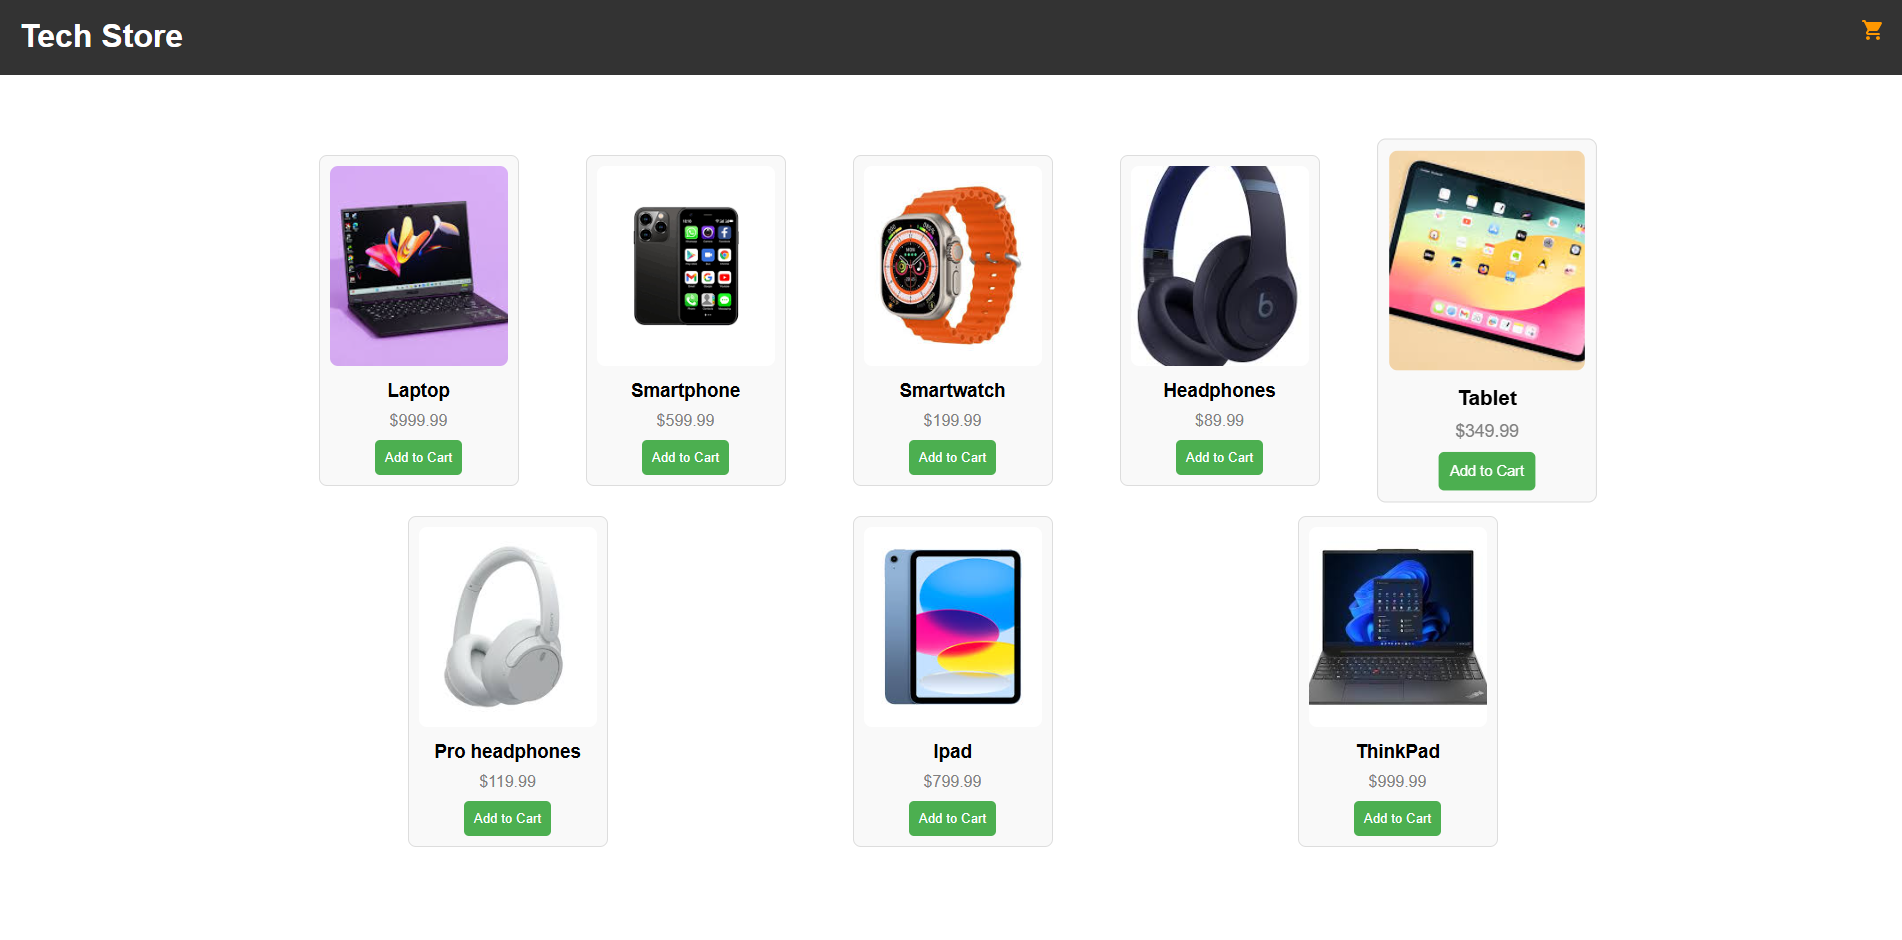 Tech Store
Laptop
$999.99
Add to Cart
Smartphone
$599.99
Add to Cart
Smartwatch
$199.99
Add to Cart
Headphones
$89.99
Add to Cart
Tablet
$349.99
Add to Cart
Pro headphones
$119.99
Add to Cart
Ipad
$799.99
Add to Cart
ThinkPad
$999.99
Add to Cart